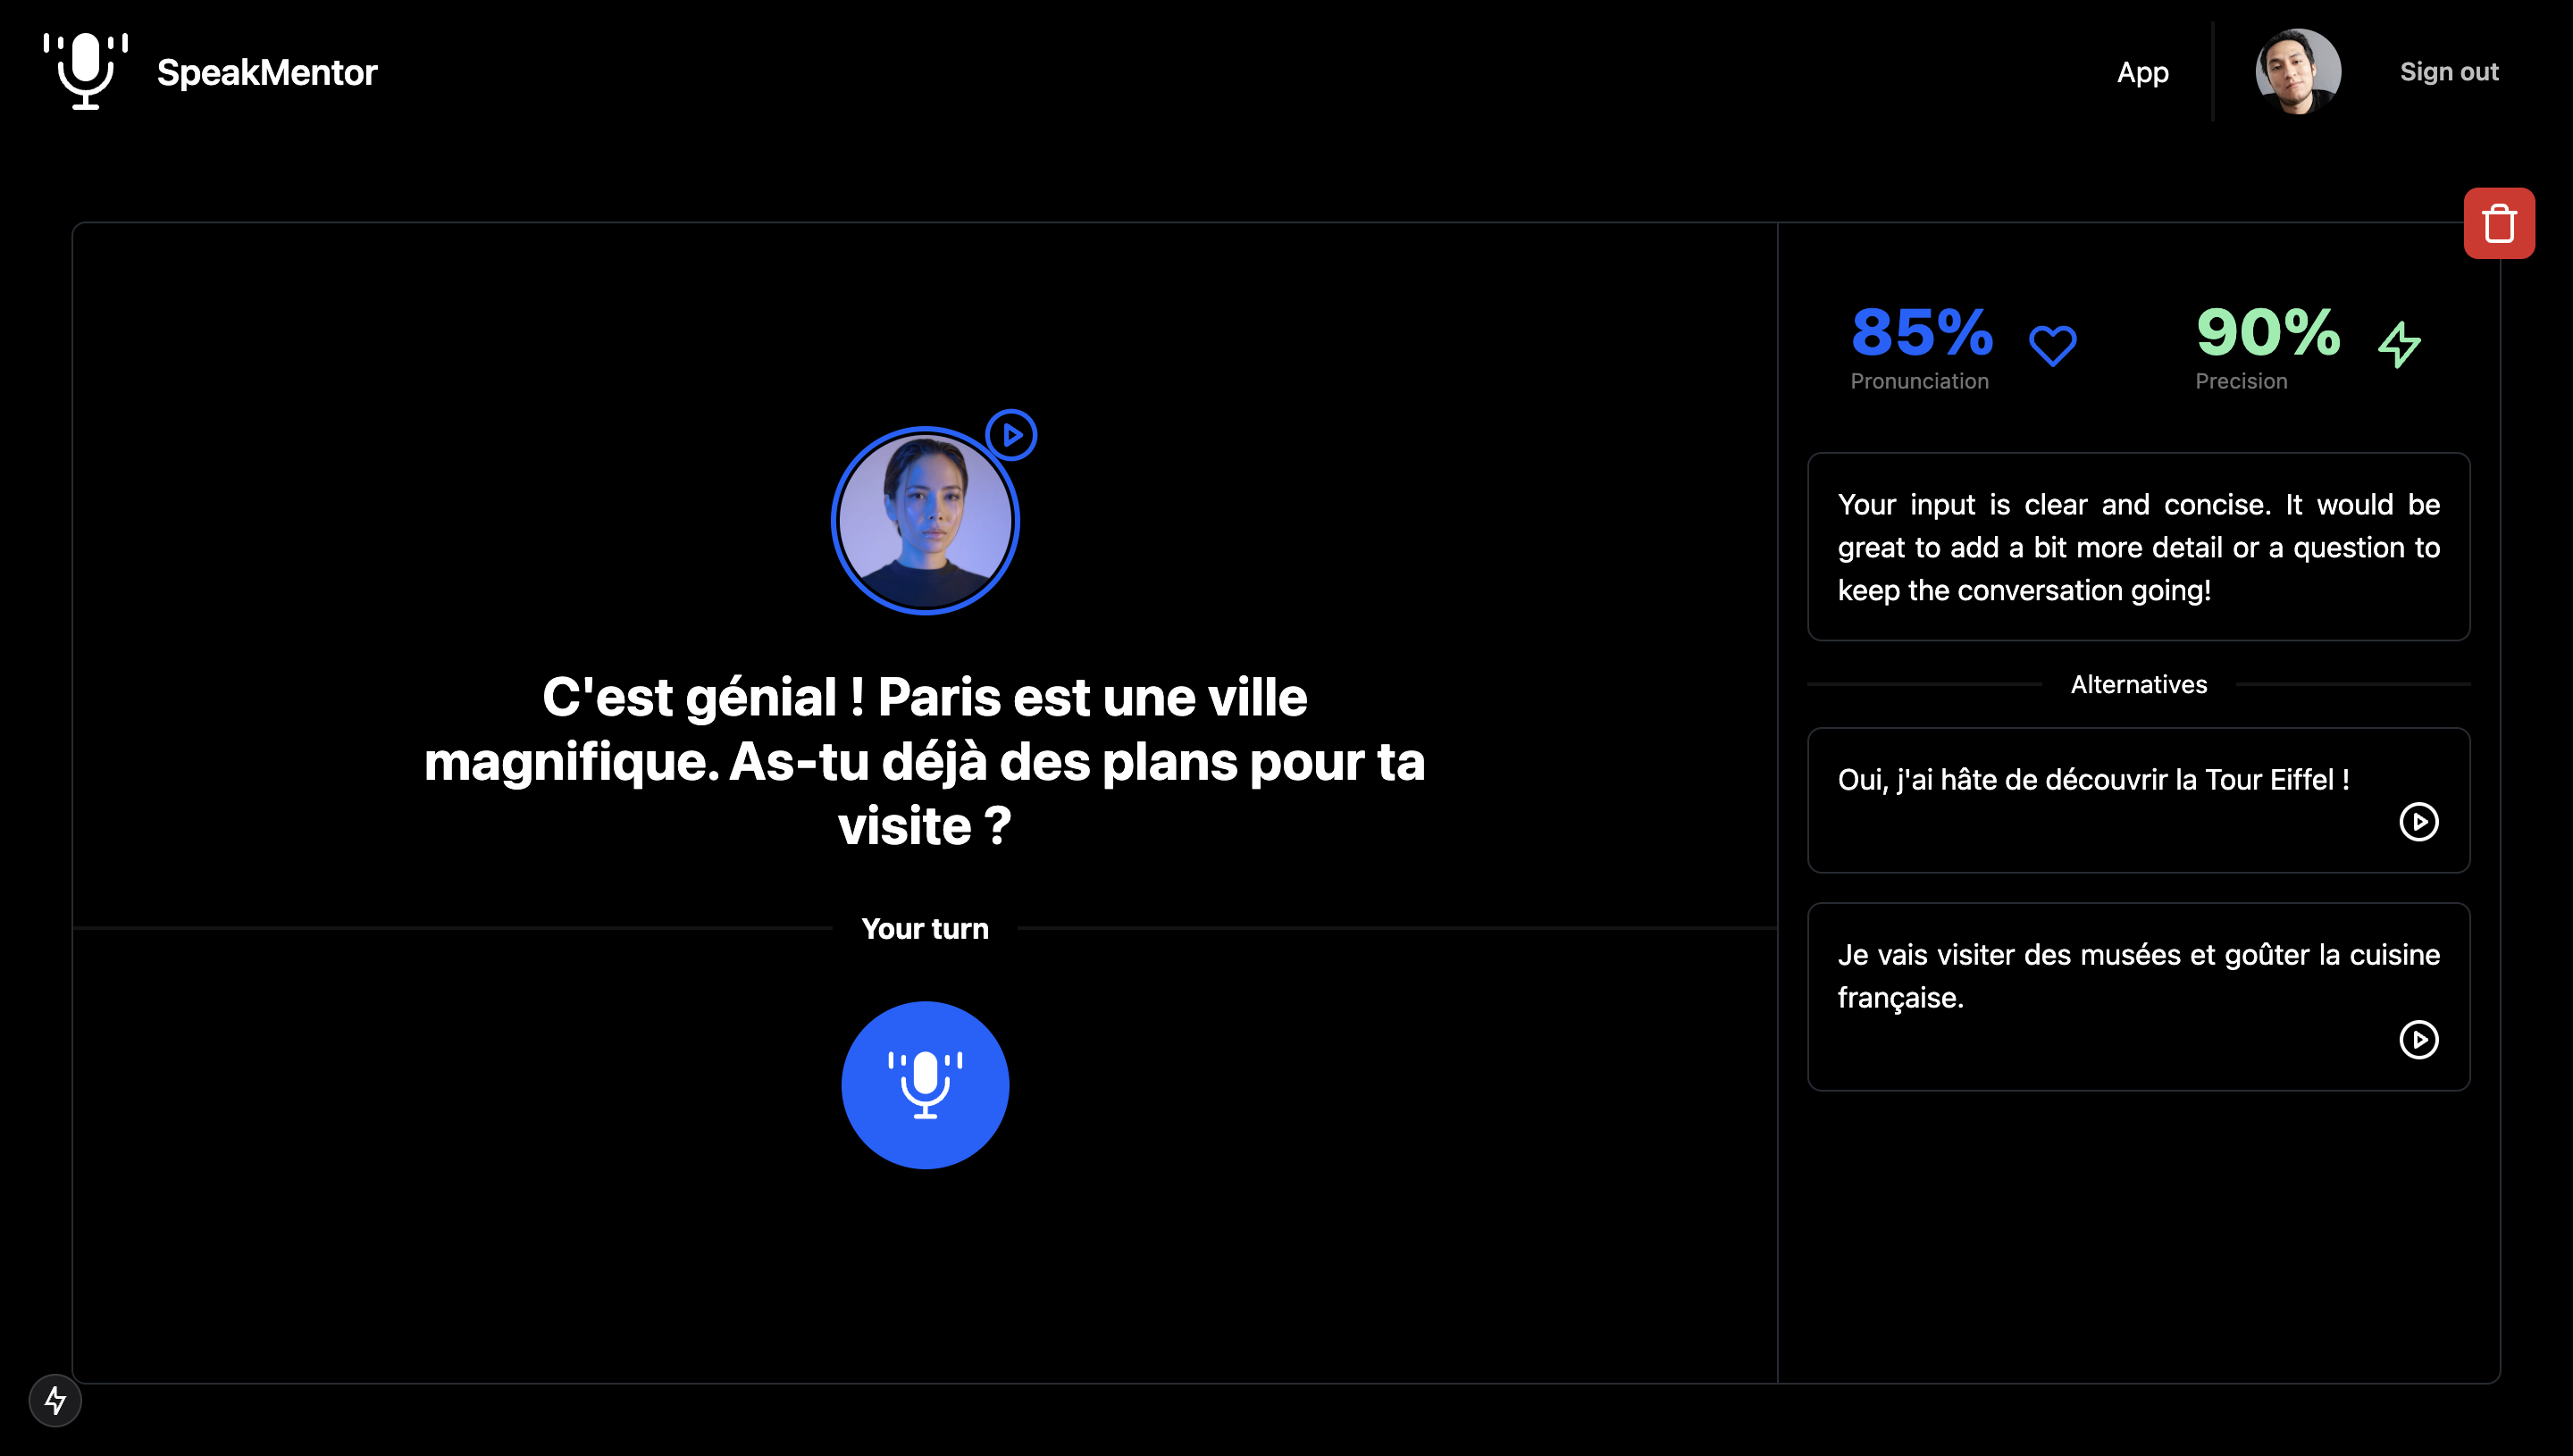 SpeakMentor
App
Sign out
C'est génial ! Paris est une ville
magnifique. As-tu déjà des plans pour ta
visite ?
Your turn
85%
Pronunciation
90%
Precision
Your input is clear and concise. It would be
great to add a bit more detail or a question to
keep the conversation going!
Alternatives
Oui, j'ai hâte de découvrir la Tour Eiffel !
Je vais visiter des musées et goûter la cuisine
française.